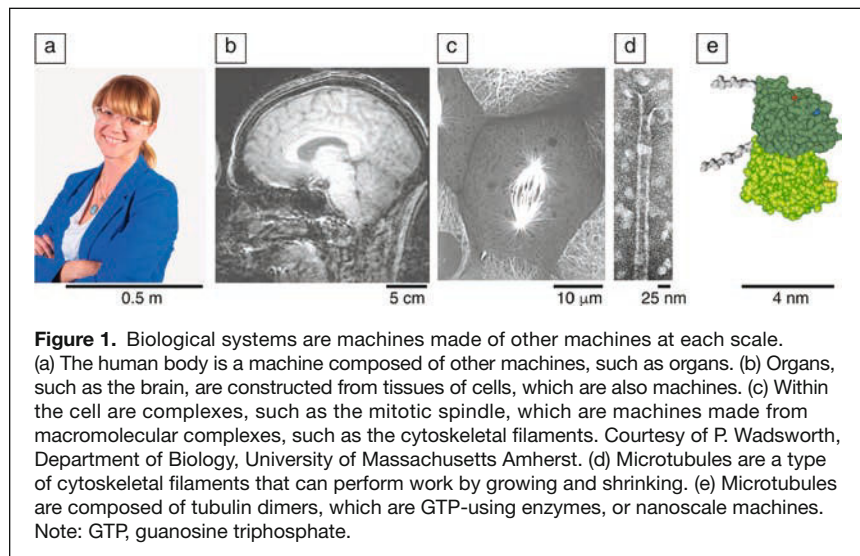 a
b
c
d
e
0.5 m
5 cm
10 μm
25 nm
4 nm
Figure 1. Biological systems are machines made of other machines at each scale.
(a) The human body is a machine composed of other machines, such as organs. (b) Organs,
such as the brain, are constructed from tissues of cells, which are also machines. (c) Within
the cell are complexes, such as the mitotic spindle, which are machines made from
macromolecular complexes, such as the cytoskeletal filaments. Courtesy of P. Wadsworth,
Department of Biology, University of Massachusetts Amherst. (d) Microtubules are a type
of cytoskeletal filaments that can perform work by growing and shrinking. (e) Microtubules
are composed of tubulin dimers, which are GTP-using enzymes, or nanoscale machines.
Note: GTP, guanosine triphosphate.